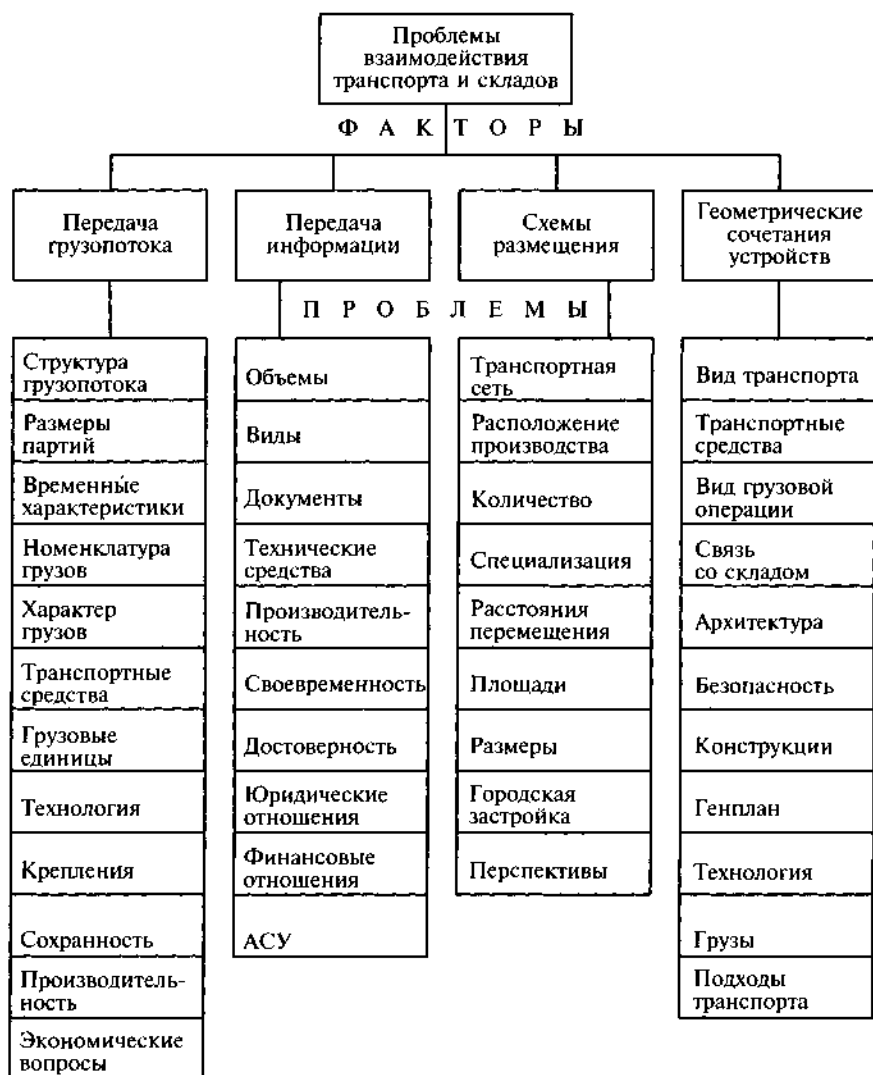 Проблемы
взаимодействия
транспорта и складов
Ф А К Т О Р Ы
Передача
грузопотока
Передача
информации
Схемы
размещения
Геометрические
сочетания
устройств
П Р О Б Л Е М Ы
Структура
грузопотока
Размеры
партий
Временные
характеристики
Номенклатура
грузов
Характер
грузов
Транспортные
средства
Грузовые
единицы
Технология
Крепления
Сохранность
Производитель-
ность
Экономические
вопросы
Объемы
Виды
Документы
Технические
средства
Производитель-
ность
Своевременность
Достоверность
Юридические
отношения
Финансовые
отношения
АСУ
Транспортная
сеть
Расположение
производства
Количество
Специализация
Расстояния
перемещения
Площади
Размеры
Городская
застройка
Перспективы
Вид транспорта
Транспортные
средства
Вид грузовой
операции
Связь
со складом
Архитектура
Безопасность
Конструкции
Генплан
Технология
Грузы
Подходы
транспорта